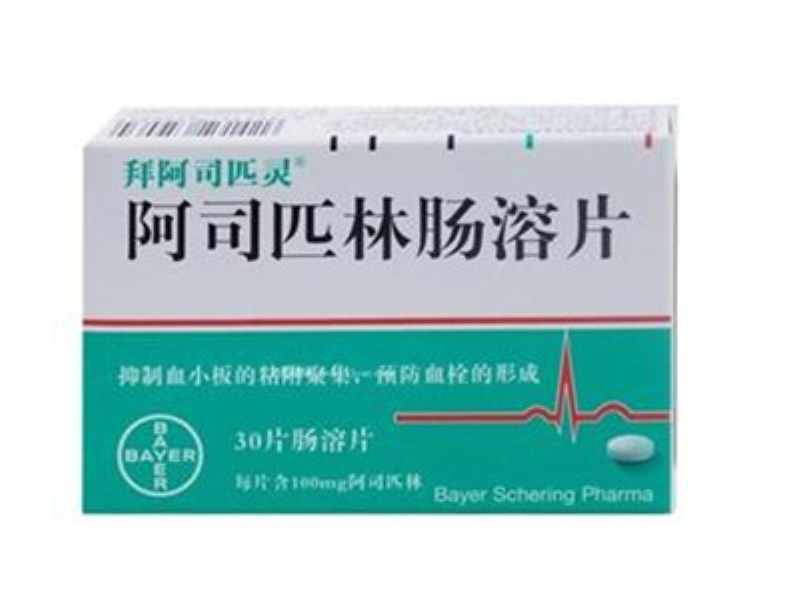 拜阿司匹灵®
阿司匹林肠溶片
抑制血小板的粘附聚集、预防血栓的形成
BAYER
BAYER
30片肠溶片
每片含100mg阿司匹林
Bayer Schering Pharma